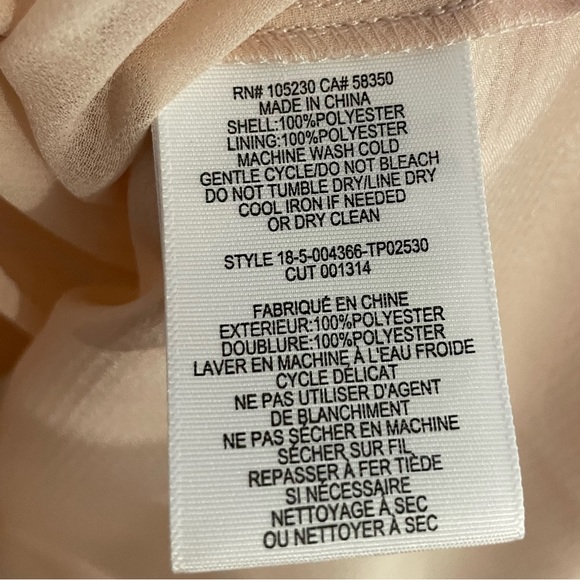 RN# 105230 CA# 58350
MADE IN CHINA
SHELL:100%POLYESTER
LINING:100%POLYESTER
MACHINE WASH COLD
GENTLE CYCLE/DO NOT BLEACH
DO NOT TUMBLE DRY/LINE DRY
COOL IRON IF NEEDED
OR DRY CLEAN
STYLE 18-5-004366-TP02530
CUT 001314
FABRIQUÉ EN CHINE
EXTERIEUR:100%POLYESTER
DOUBLURE:100%POLYESTER
LAVER EN MACHINE À L'EAU FROIDE
CYCLE DÉLICAT
NE PAS UTILISER D'AGENT
DE BLANCHIMENT
NE PAS SÉCHER EN MACHINE
SÉCHER SUR FIL
REPASSER À FER TIÈDE
SI NÉCESSAIRE
NETTOYAGE À SEC
OU NETTOYER À SEC